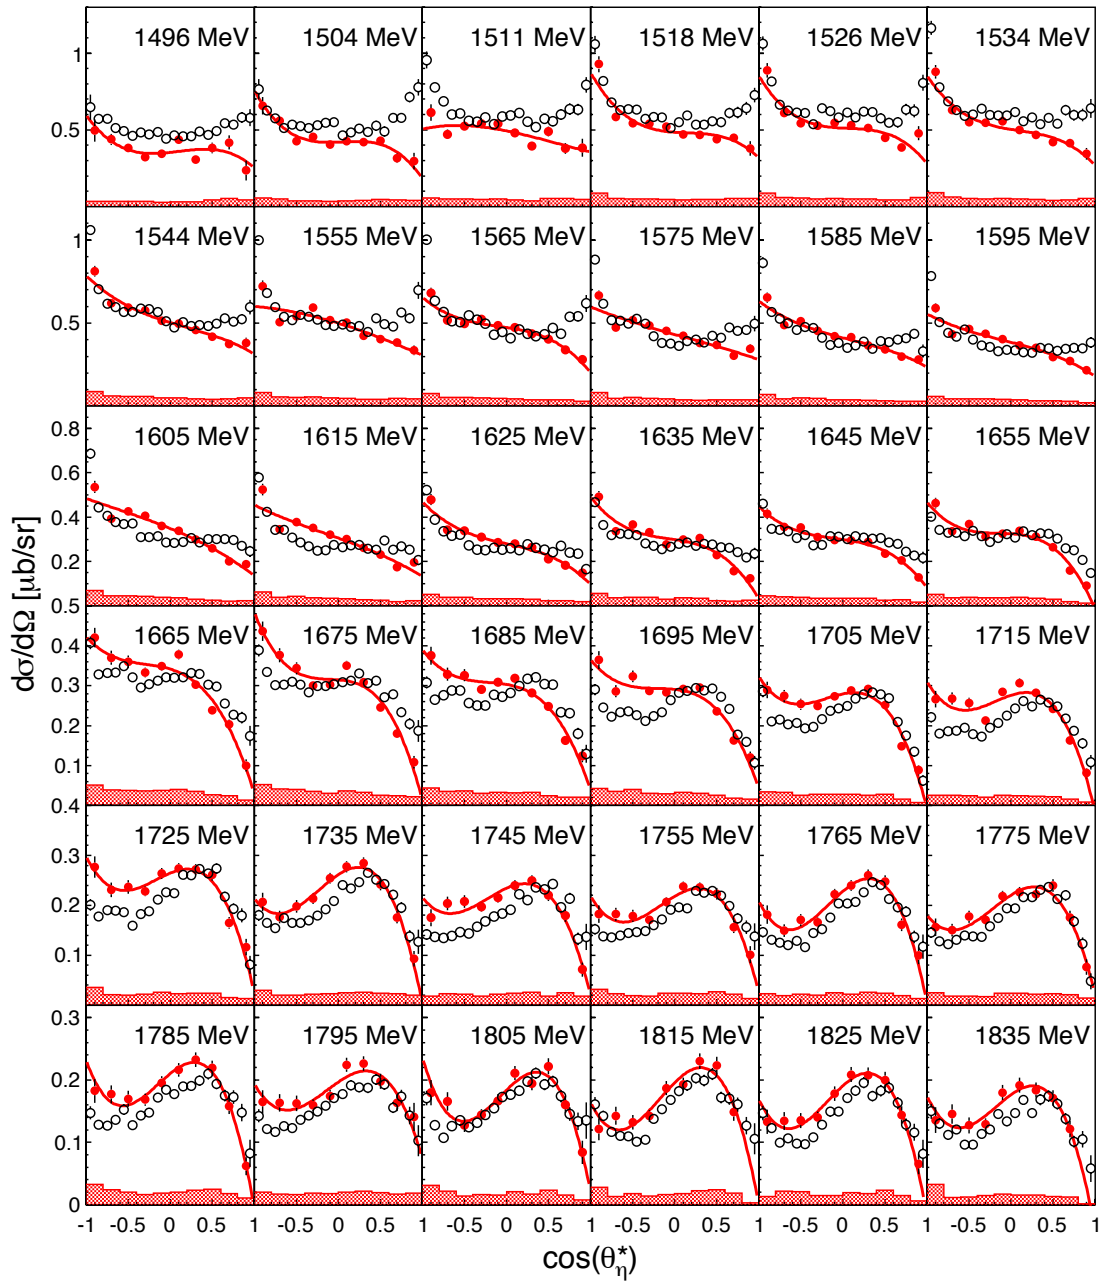 1496 MeV 1504 MeV 1511 MeV 1518 MeV 1526 MeV 1534 MeV
1
0.5
1544 MeV 1555 MeV 1565 MeV 1575 MeV 1585 MeV 1595 MeV
1
0.5
1605 MeV 1615 MeV 1625 MeV 1635 MeV 1645 MeV 1655 MeV
0.8
0.6
0.4
0.2
dσ/dΩ [μb/sr]
0.5
1665 MeV 1675 MeV 1685 MeV 1695 MeV 1705 MeV 1715 MeV
0.4
0.3
0.2
0.1
0.4
1725 MeV 1735 MeV 1745 MeV 1755 MeV 1765 MeV 1775 MeV
0.3
0.2
0.1
0.3
1785 MeV 1795 MeV 1805 MeV 1815 MeV 1825 MeV 1835 MeV
0.2
0.1
0
-1 -0.5 0 0.5 1 -0.5 0 0.5 1 -0.5 0 0.5 1 -0.5 0 0.5 1 -0.5 0 0.5 1 -0.5 0 0.5 1
cos(θ*η)